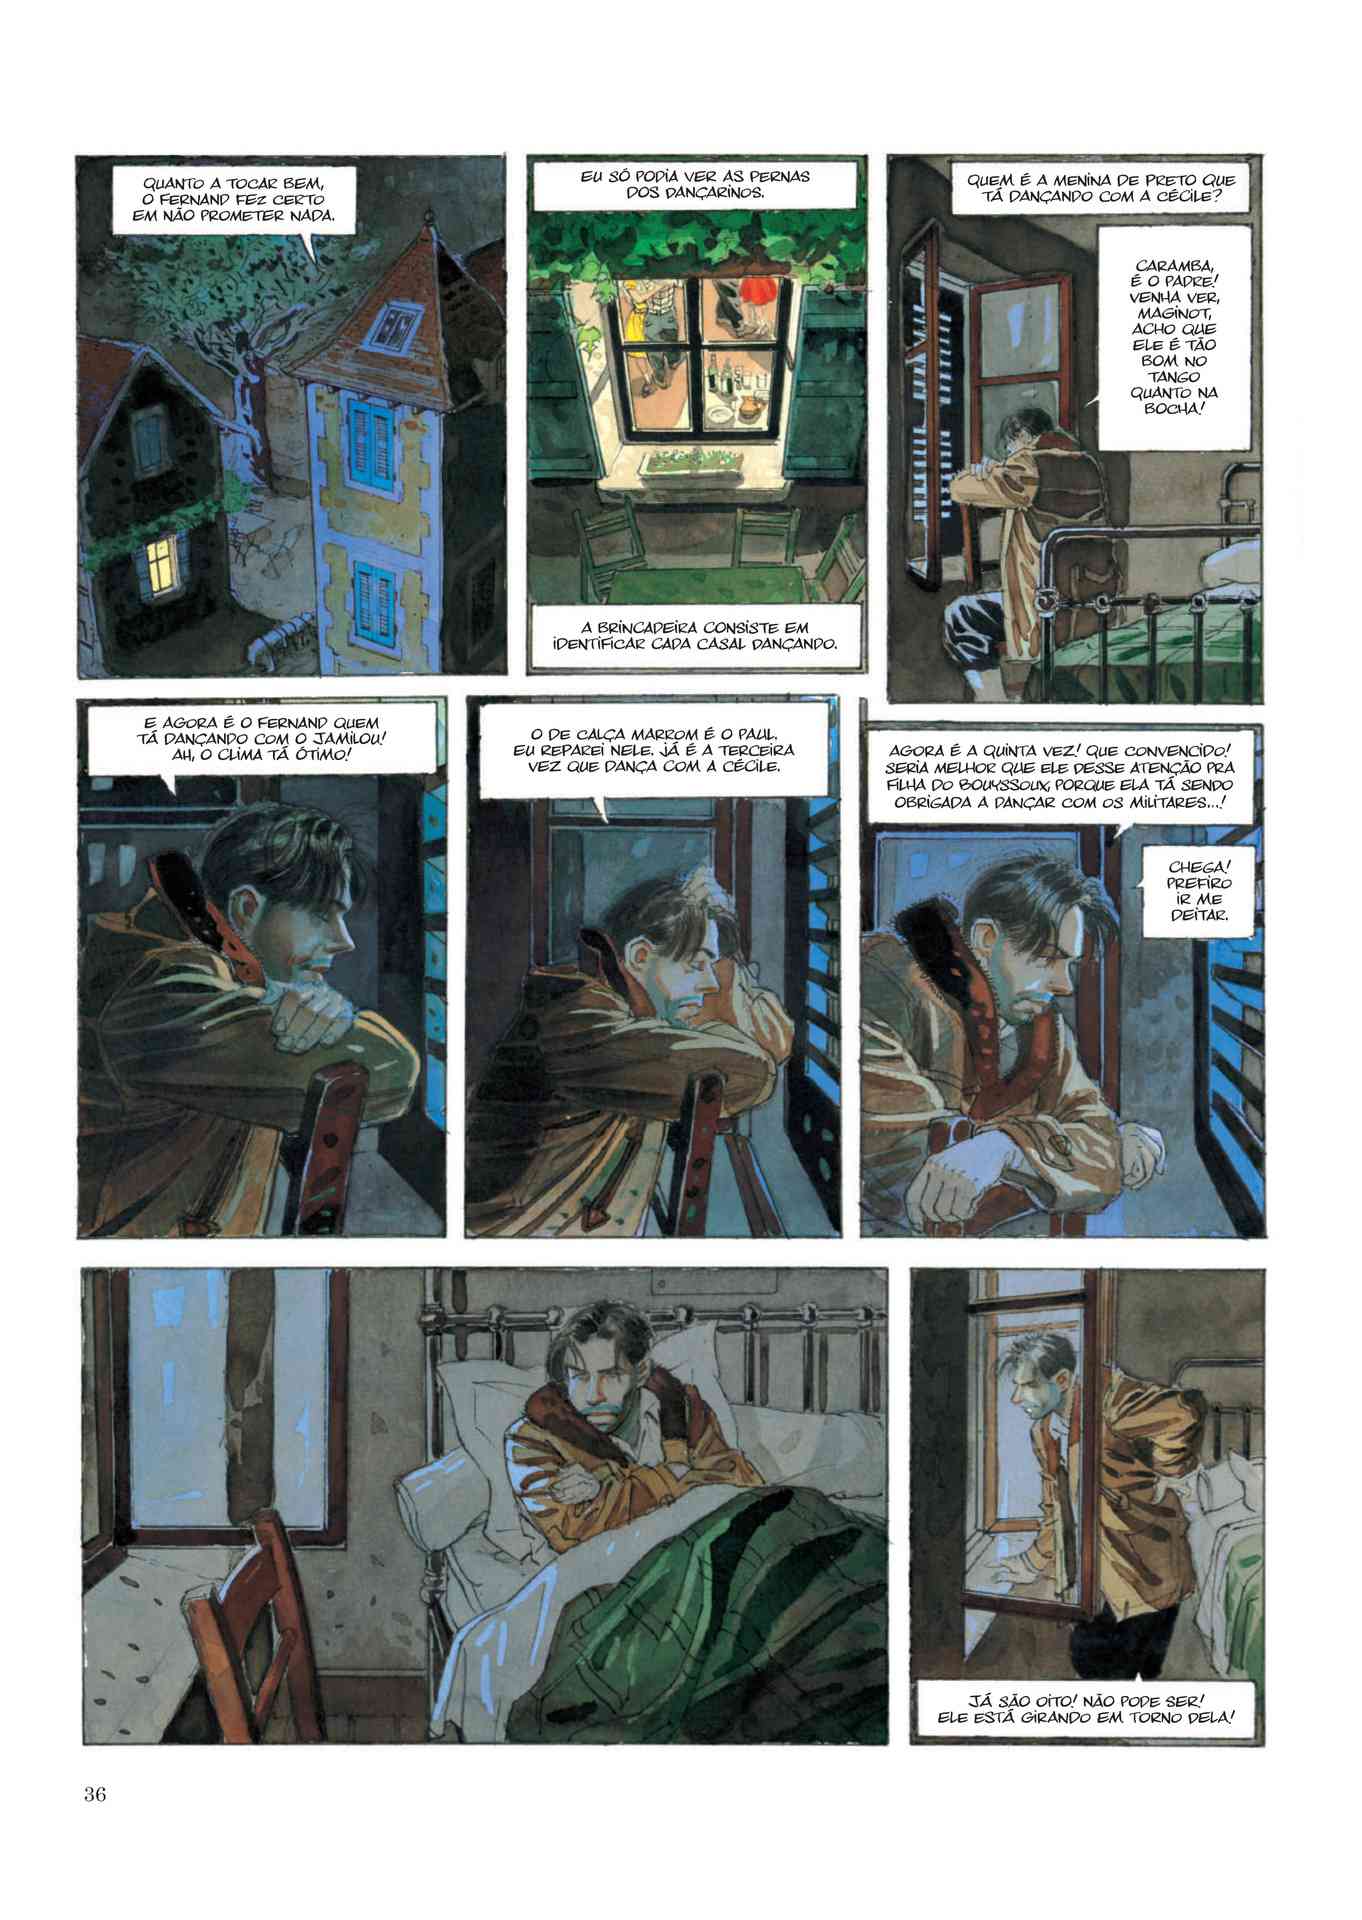 QUANTO A TOCAR BEM,
O FERNAND FEZ CERTO
EM NÃO PROMETER NADA.
EU SÓ PODIA VER AS PERNAS
DOS DANÇARINOS.
A BRINCADEIRA CONSISTE EM
IDENTIFICAR CADA CASAL DANÇANDO.
QUEM É A MENINA DE PRETO QUE
TÁ DANÇANDO COM A CÉCILE?
CARAMBA,
É O PADRE!
VENHA VER,
MAGINOT,
ACHO QUE
ELE É TÃO
BOM NO
TANGO
QUANTO NA
BOCHA!
E AGORA É O FERNAND QUEM
TÁ DANÇANDO COM O JAMILOU!
AH, O CLIMA TÁ ÓTIMO!
O DE CALÇA MARROM É O PAUL.
EU REPAREI NELE. JÁ É A TERCEIRA
VEZ QUE DANÇA COM A CÉCILE.
AGORA É A QUINTA VEZ! QUE CONVENCIDO!
SERIA MELHOR QUE ELE DESSE ATENÇÃO PRA
FILHA DO BOUYSSOUX, PORQUE ELA TÁ SENDO
OBRIGADA A DANÇAR COM OS MILITARES...!
CHEGA!
PREFIRO
IR ME
DEITAR.
JÁ SÃO OITO! NÃO PODE SER!
ELE ESTÁ GIRANDO EM TORNO DELA!
36